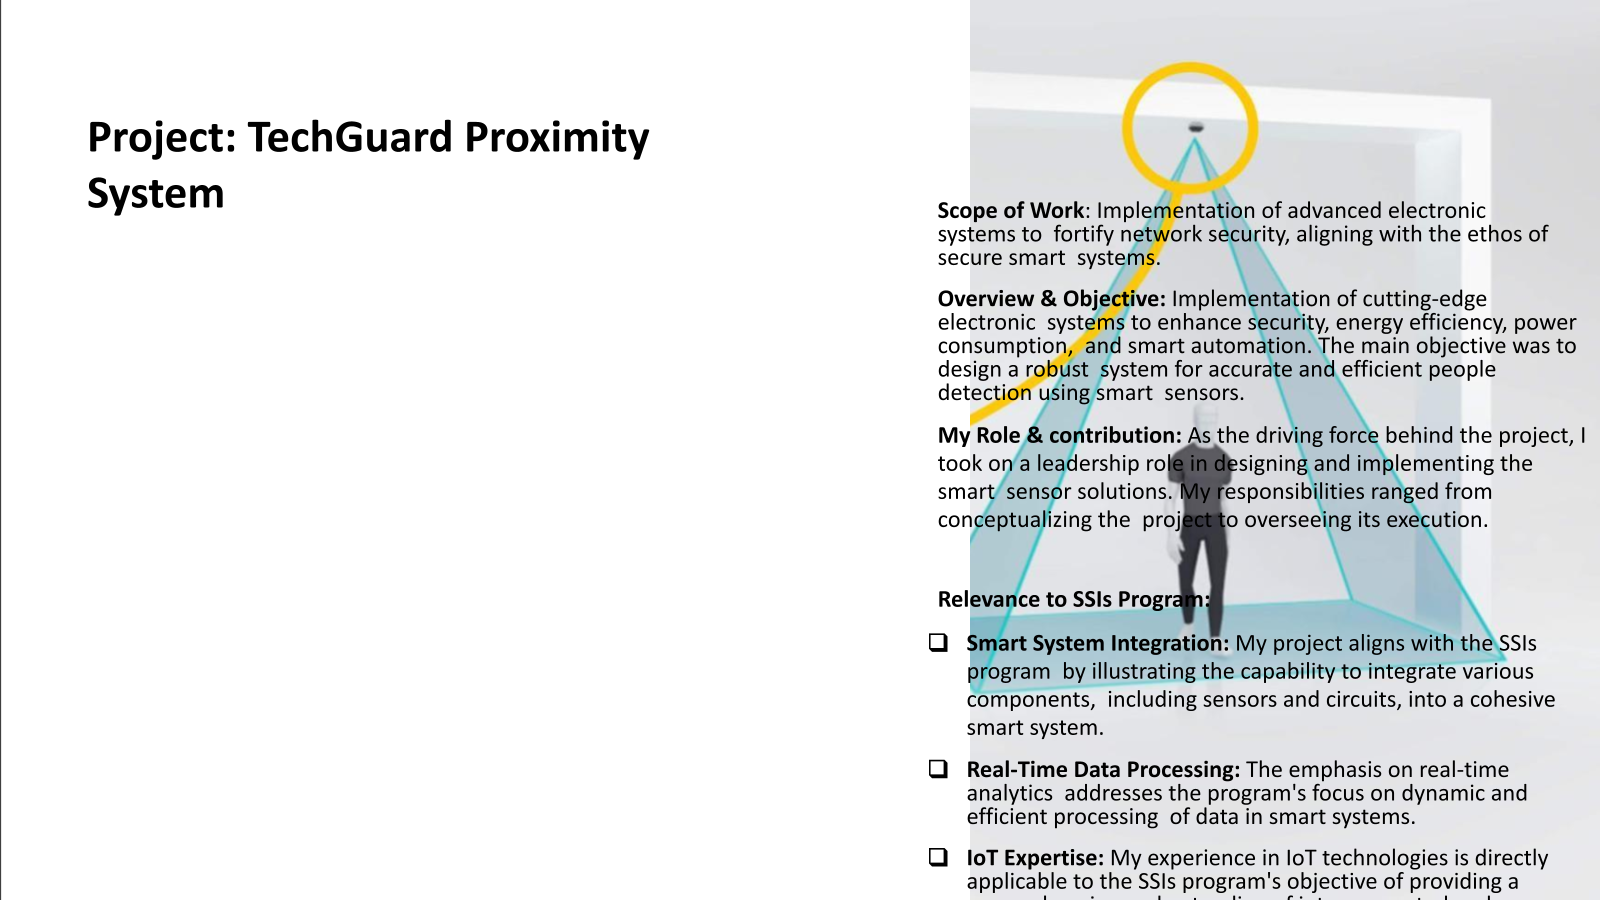 Project: TechGuard Proximity
System
Scope of Work: Implementation of advanced electronic
systems to  fortify network security, aligning with the ethos of
secure smart  systems.
Overview & Objective: Implementation of cutting-edge
electronic  systems to enhance security, energy efficiency, power
consumption,  and smart automation. The main objective was to
design a robust  system for accurate and efficient people
detection using smart  sensors.
My Role & contribution: As the driving force behind the project, I
took on a leadership role in designing and implementing the
smart  sensor solutions. My responsibilities ranged from
conceptualizing the  project to overseeing its execution.
Relevance to SSIs Program:
❑ Smart System Integration: My project aligns with the SSIs
program  by illustrating the capability to integrate various
components,  including sensors and circuits, into a cohesive
smart system.
❑ Real-Time Data Processing: The emphasis on real-time
analytics  addresses the program's focus on dynamic and
efficient processing  of data in smart systems.
❑ IoT Expertise: My experience in IoT technologies is directly
applicable to the SSIs program's objective of providing a